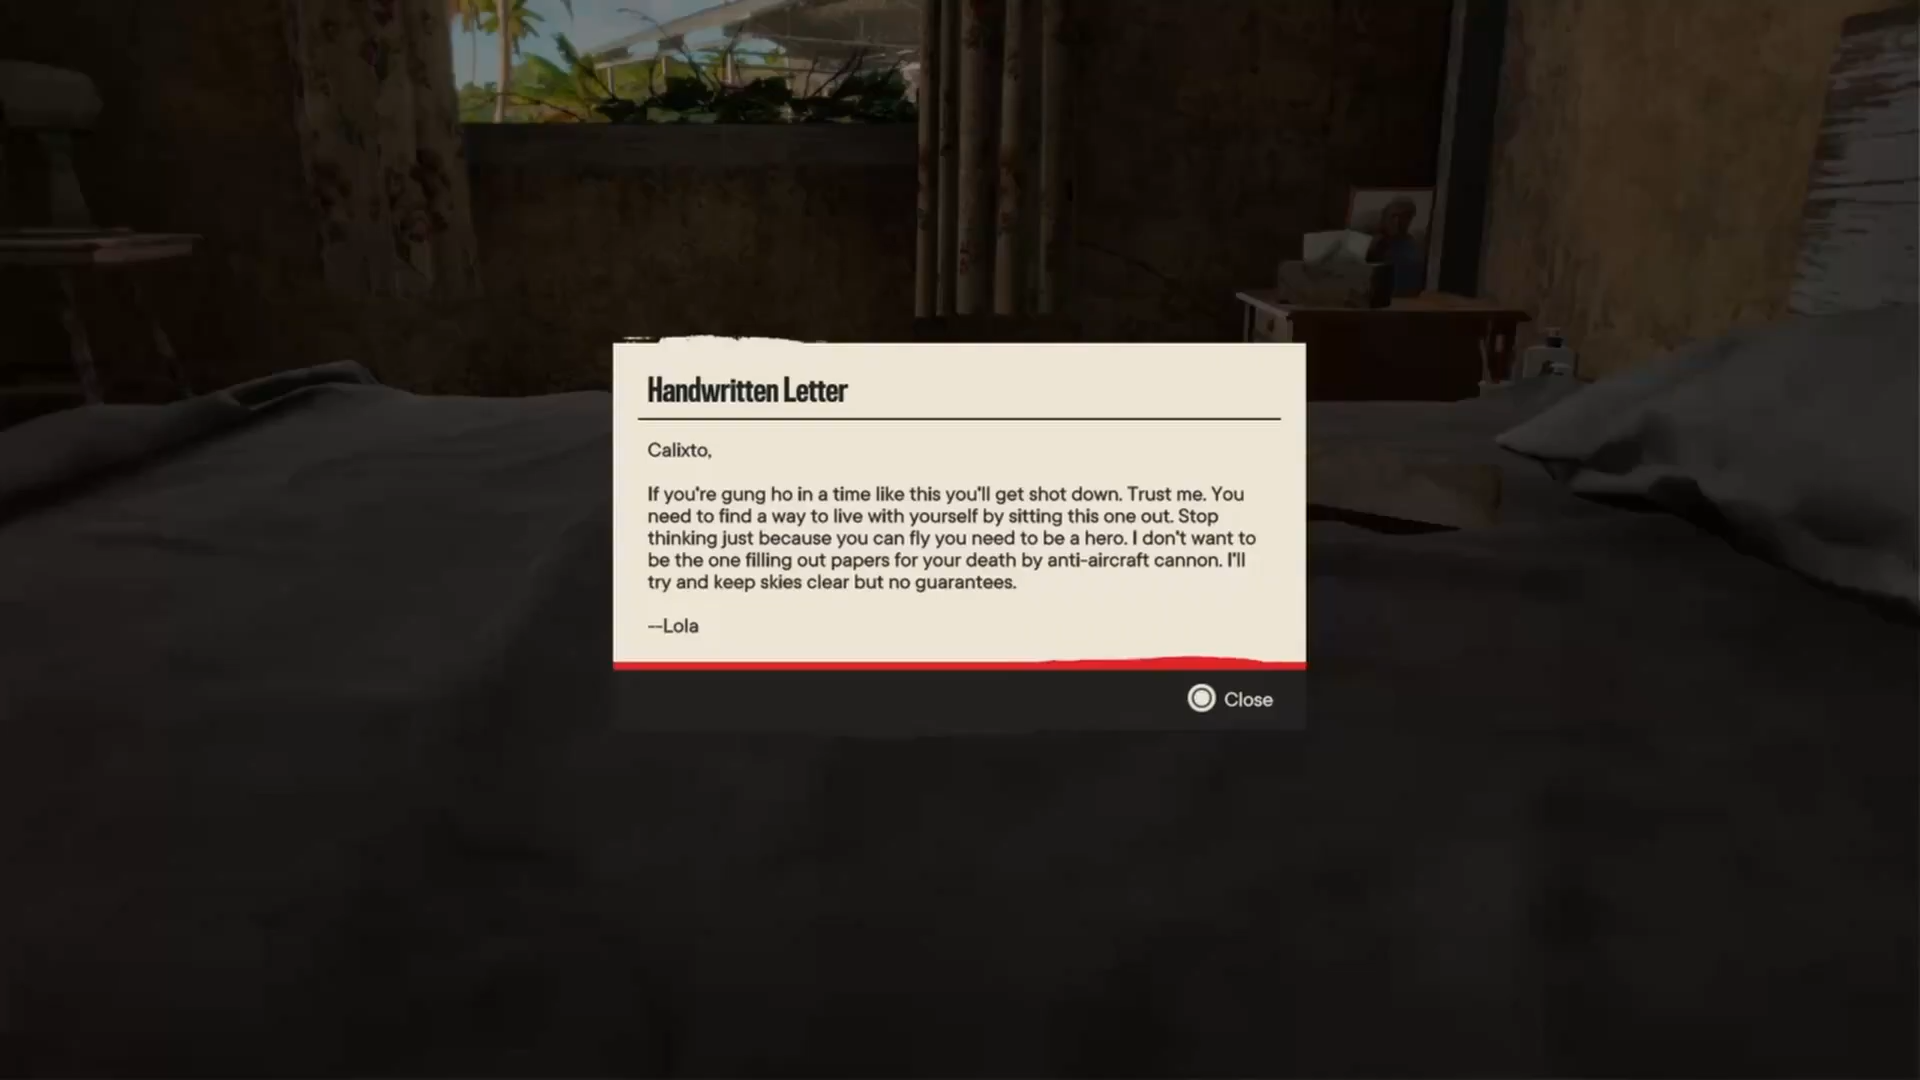 Handwritten Letter
Calixto,
If you're gung ho in a time like this you'll get shot down. Trust me. You
need to find a way to live with yourself by sitting this one out. Stop
thinking just because you can fly you need to be a hero. I don't want to
be the one filling out papers for your death by anti-aircraft cannon. I'll
try and keep skies clear but no guarantees.
--Lola
Close